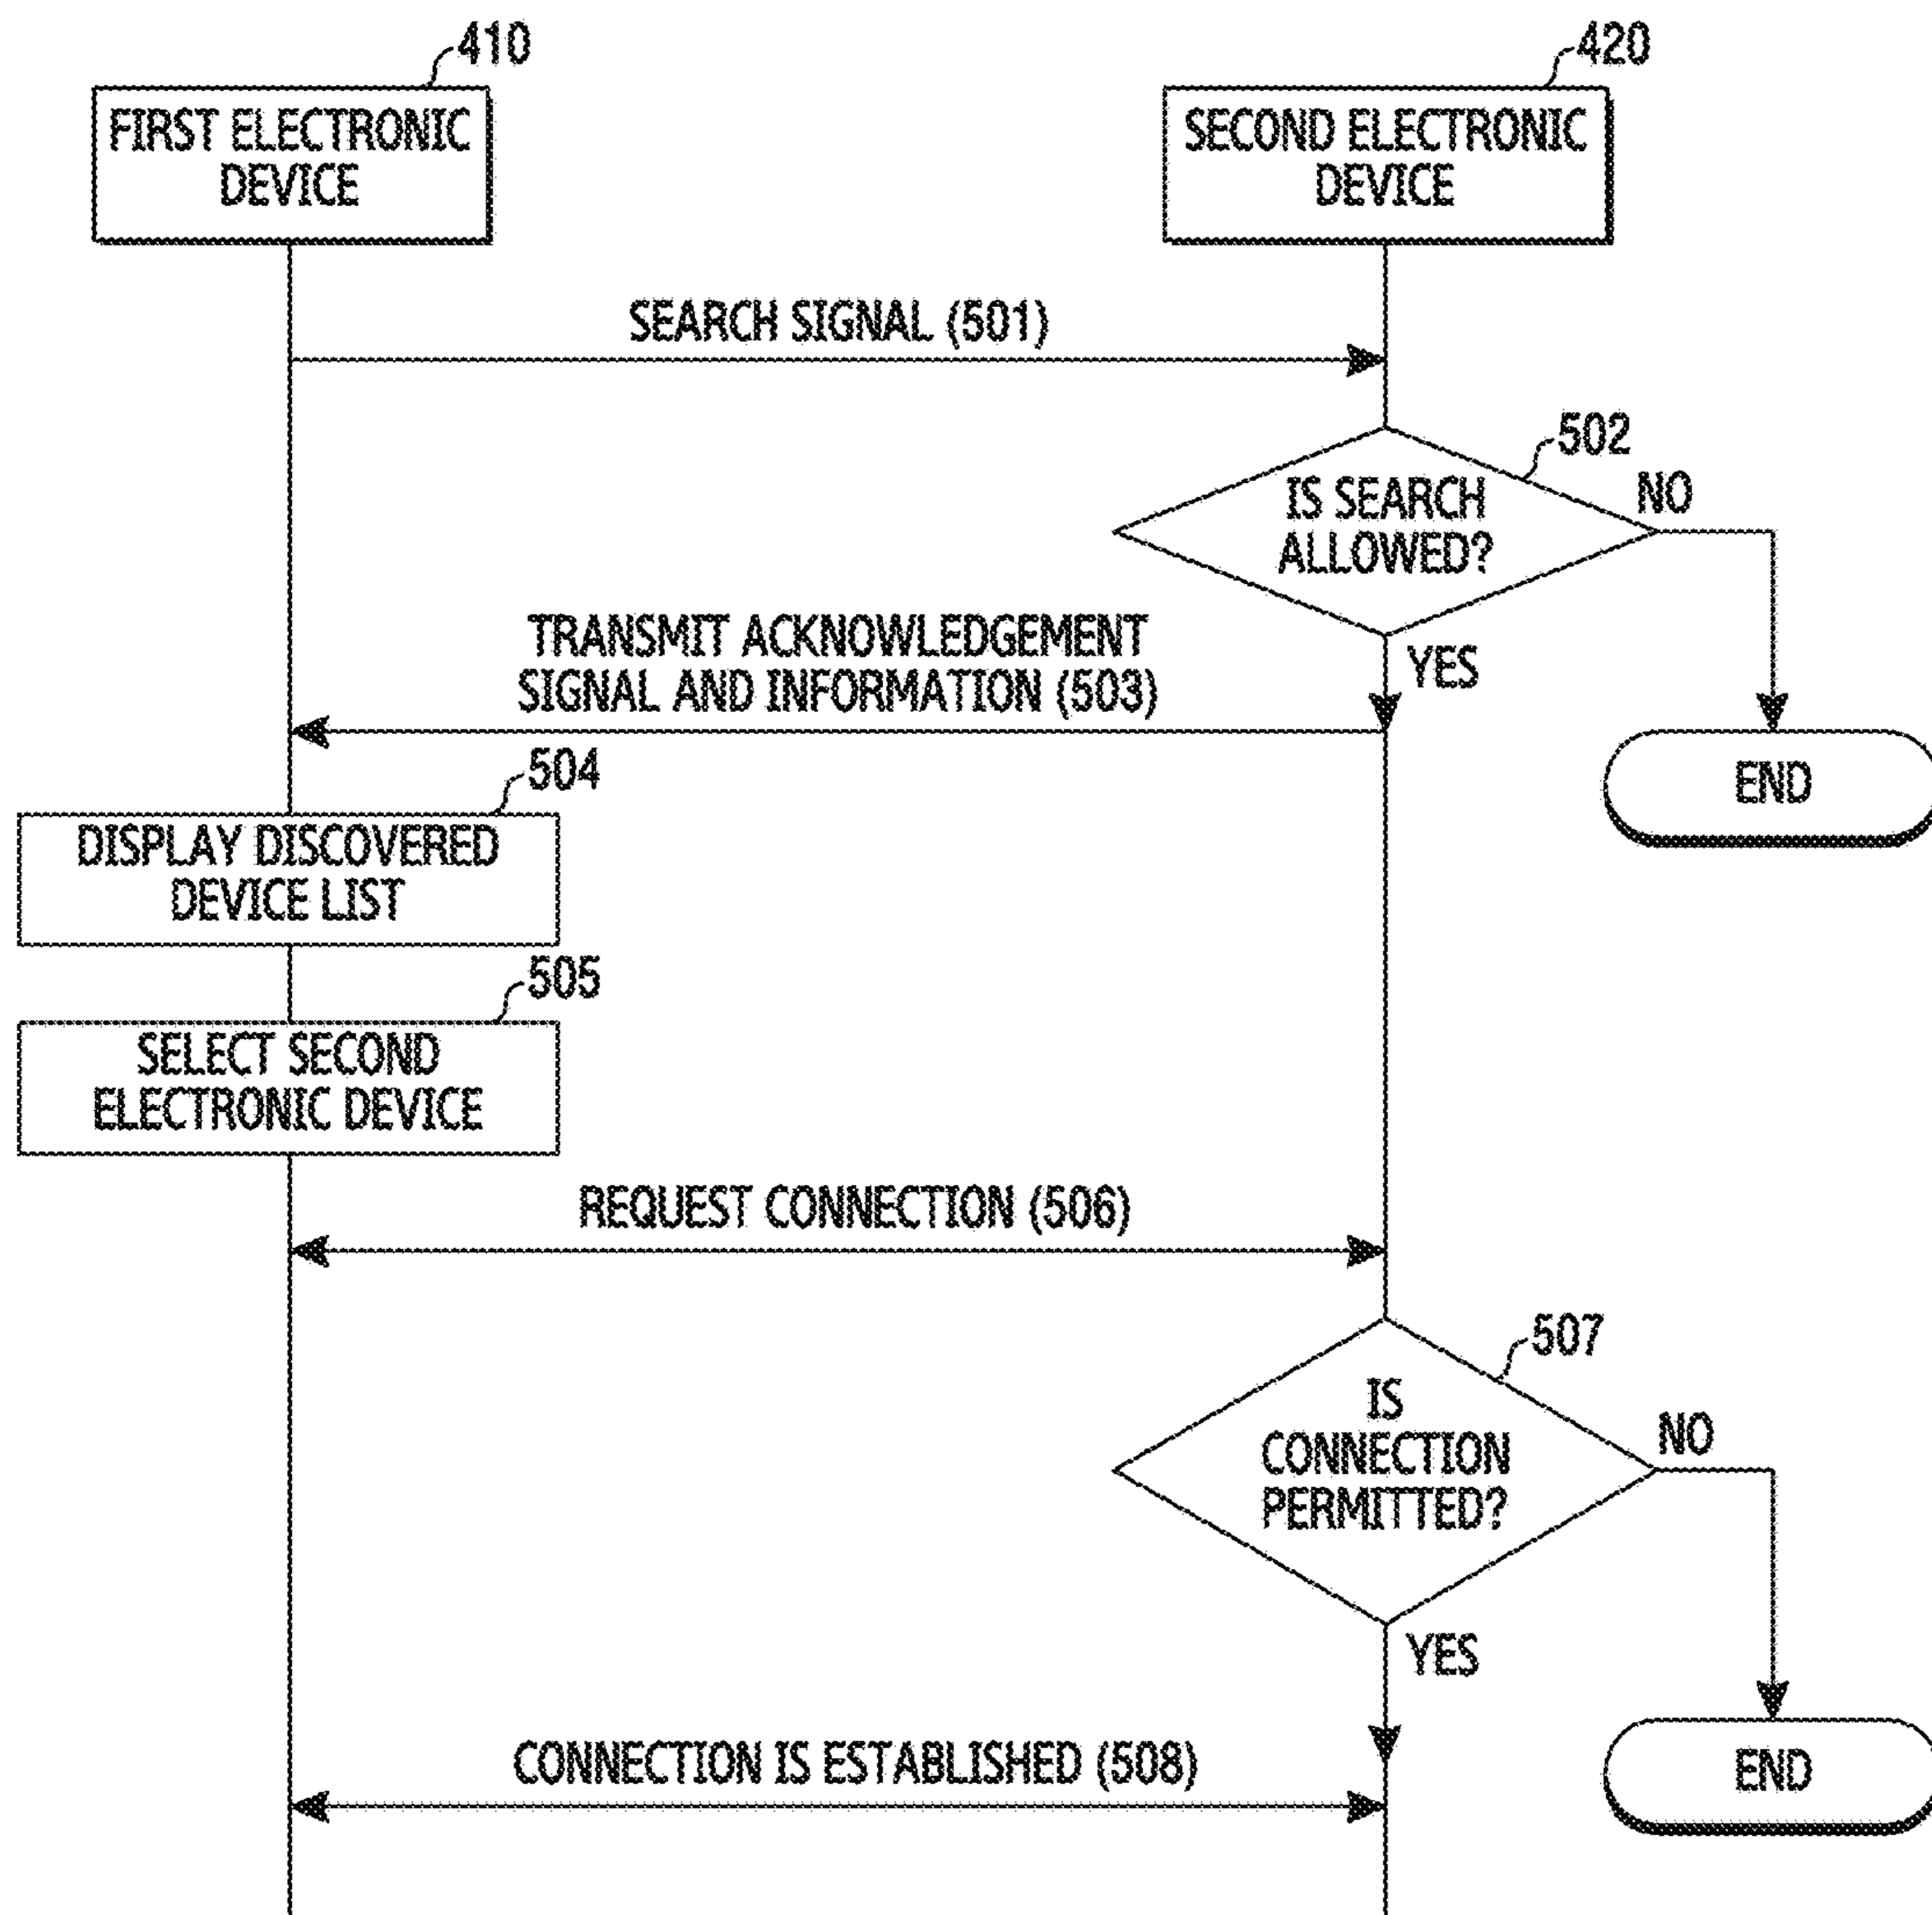 410
420
FIRST ELECTRONIC
DEVICE
SECOND ELECTRONIC
DEVICE
SEARCH SIGNAL (501)
502
IS SEARCH
ALLOWED?
NO
TRANSMIT ACKNOWLEDGEMENT
SIGNAL AND INFORMATION (503)
YES
504
END
DISPLAY DISCOVERED
DEVICE LIST
505
SELECT SECOND
ELECTRONIC DEVICE
REQUEST CONNECTION (506)
507
IS
CONNECTION
PERMITTED?
NO
YES
CONNECTION IS ESTABLISHED (508)
END